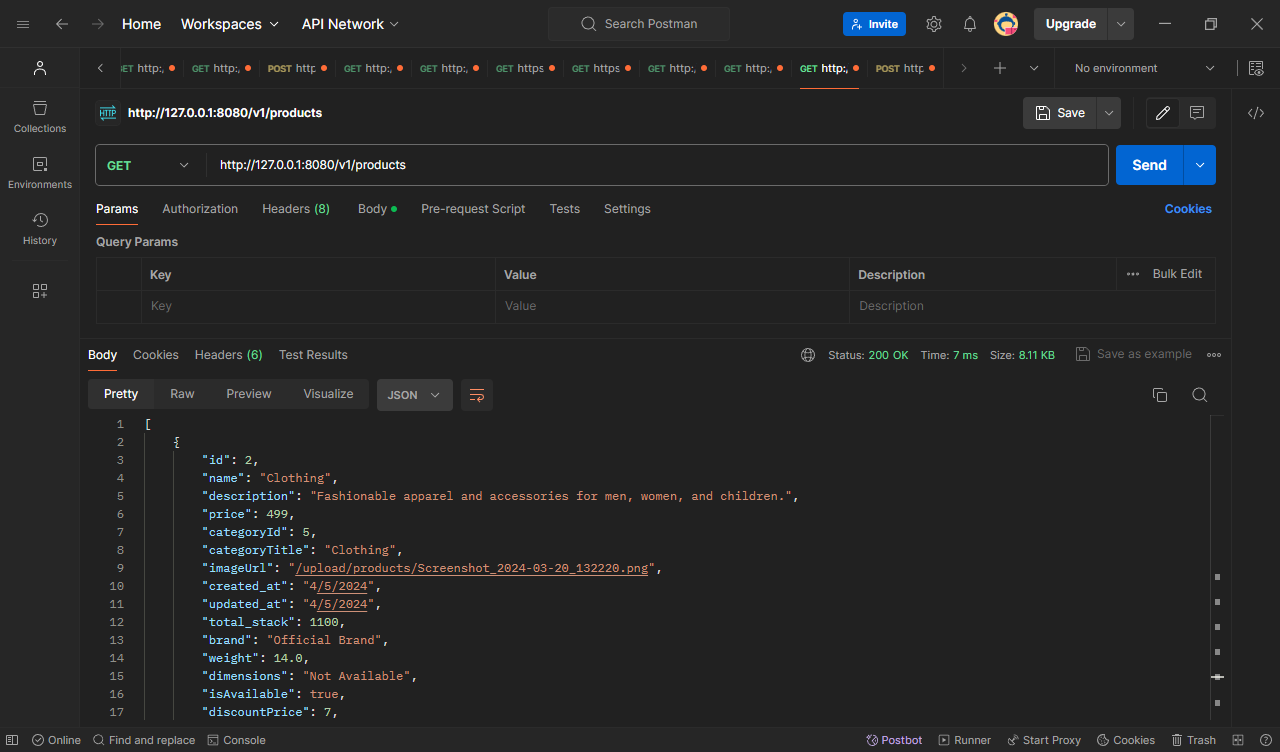 Home Workspaces API Network Search Postman Invite Upgrade
ET http:, GET http:, POST http GET http:, GET http:, GET https GET https GET http:, GET http:, GET http:, POST http No environment
HTTP http://127.0.0.1:8080/v1/products Save
Collections
GET http://127.0.0.1:8080/v1/products Send
Environments
Params Authorization Headers (8) Body Pre-request Script Tests Settings Cookies
History
Query Params
Key Value Description Bulk Edit
Key Value Description
Body Cookies Headers (6) Test Results Status: 200 OK Time: 7 ms Size: 8.11 KB Save as example
Pretty Raw Preview Visualize JSON
1 [
2 {
3 "id": 2,
4 "name": "Clothing",
5 "description": "Fashionable apparel and accessories for men, women, and children.",
6 "price": 499,
7 "categoryId": 5,
8 "categoryTitle": "Clothing",
9 "imageUrl": "/upload/products/Screenshot_2024-03-20_132220.png",
10 "created_at": "4/5/2024",
11 "updated_at": "4/5/2024",
12 "total_stack": 1100,
13 "brand": "Official Brand",
14 "weight": 14.0,
15 "dimensions": "Not Available",
16 "isAvailable": true,
17 "discountPrice": 7,
Online Find and replace Console Postbot Runner Start Proxy Cookies Trash